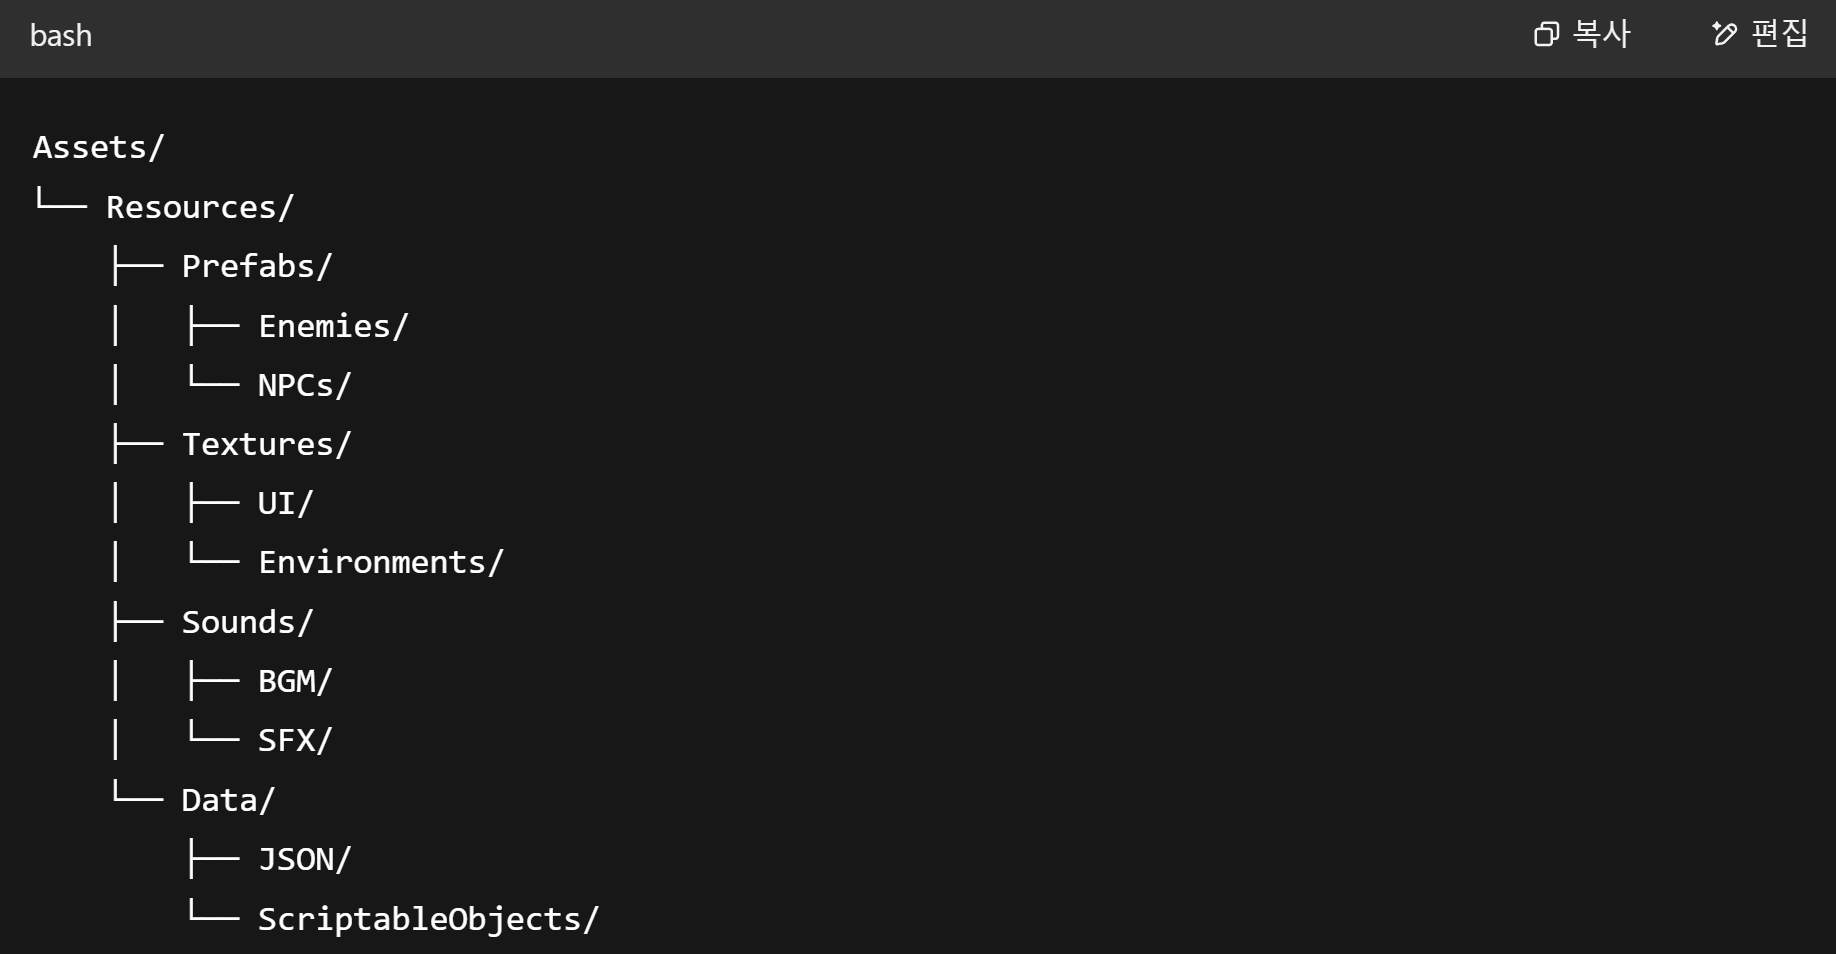 bash 복사 편집
Assets/
└── Resources/
    ├── Prefabs/
    │   ├── Enemies/
    │   └── NPCs/
    ├── Textures/
    │   ├── UI/
    │   └── Environments/
    ├── Sounds/
    │   ├── BGM/
    │   └── SFX/
    └── Data/
        ├── JSON/
        └── ScriptableObjects/